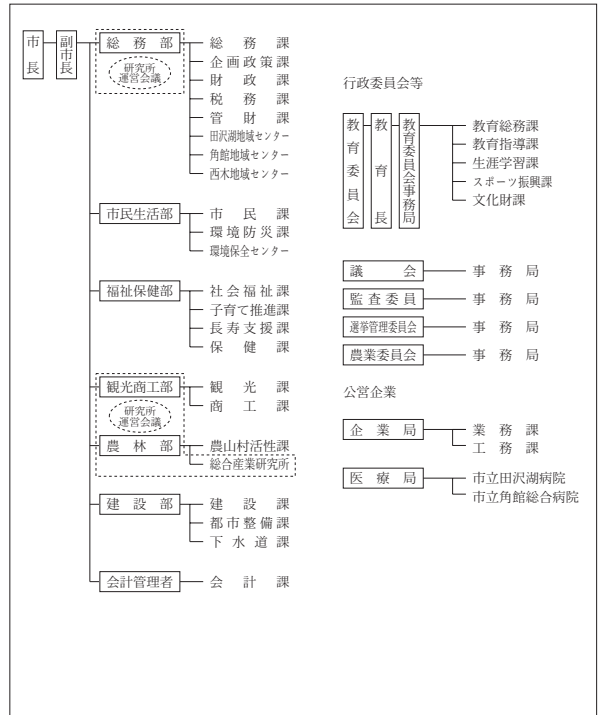 市長
副市長
総務部
研究所
運営会議
総務課
企画政策課
財政課
税務課
管財課
田沢湖地域センター
角館地域センター
西木地域センター
市民生活部
市民課
環境防災課
環境保全センター
福祉保健部
社会福祉課
子育て推進課
長寿支援課
保健課
観光商工部
研究所
運営会議
観光課
商工課
農林部
農山村活性課
総合産業研究所
建設部
建設課
都市整備課
下水道課
会計管理者
会計課
行政委員会等
教育委員会
教育長
教育委員会事務局
教育総務課
教育指導課
生涯学習課
スポーツ振興課
文化財課
議会
事務局
監査委員
事務局
選挙管理委員会
事務局
農業委員会
事務局
公営企業
企業局
業務課
工務課
医療局
市立田沢湖病院
市立角館総合病院